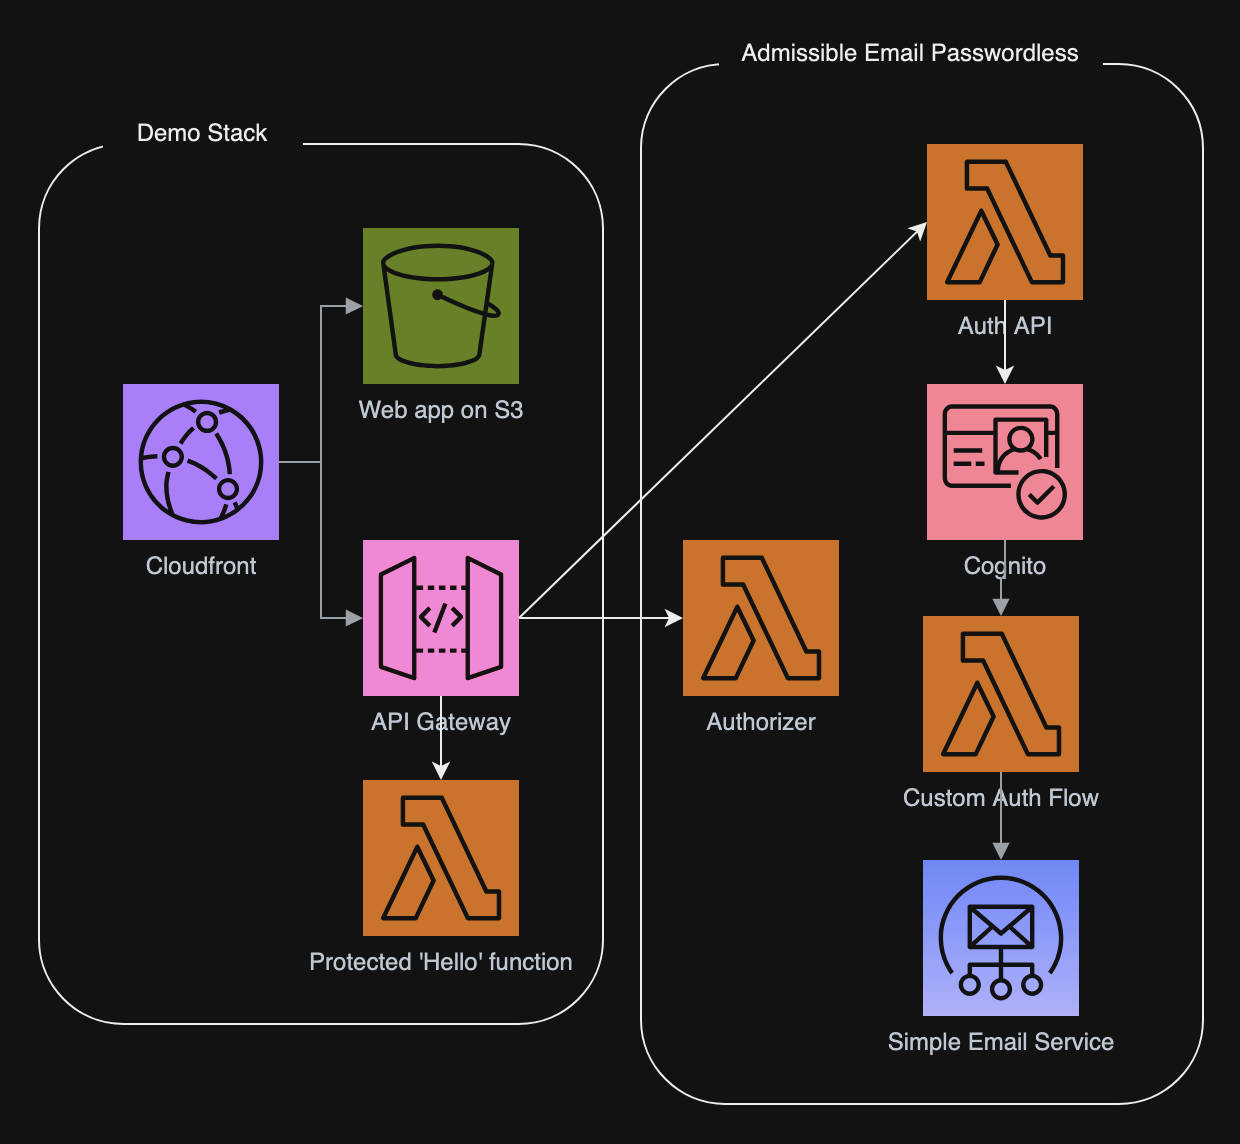 Admissible Email Passwordless
Demo Stack
Web app on S3
Cloudfront
</>
API Gateway
Protected 'Hello' function
Auth API
Cognito
Authorizer
Custom Auth Flow
Simple Email Service